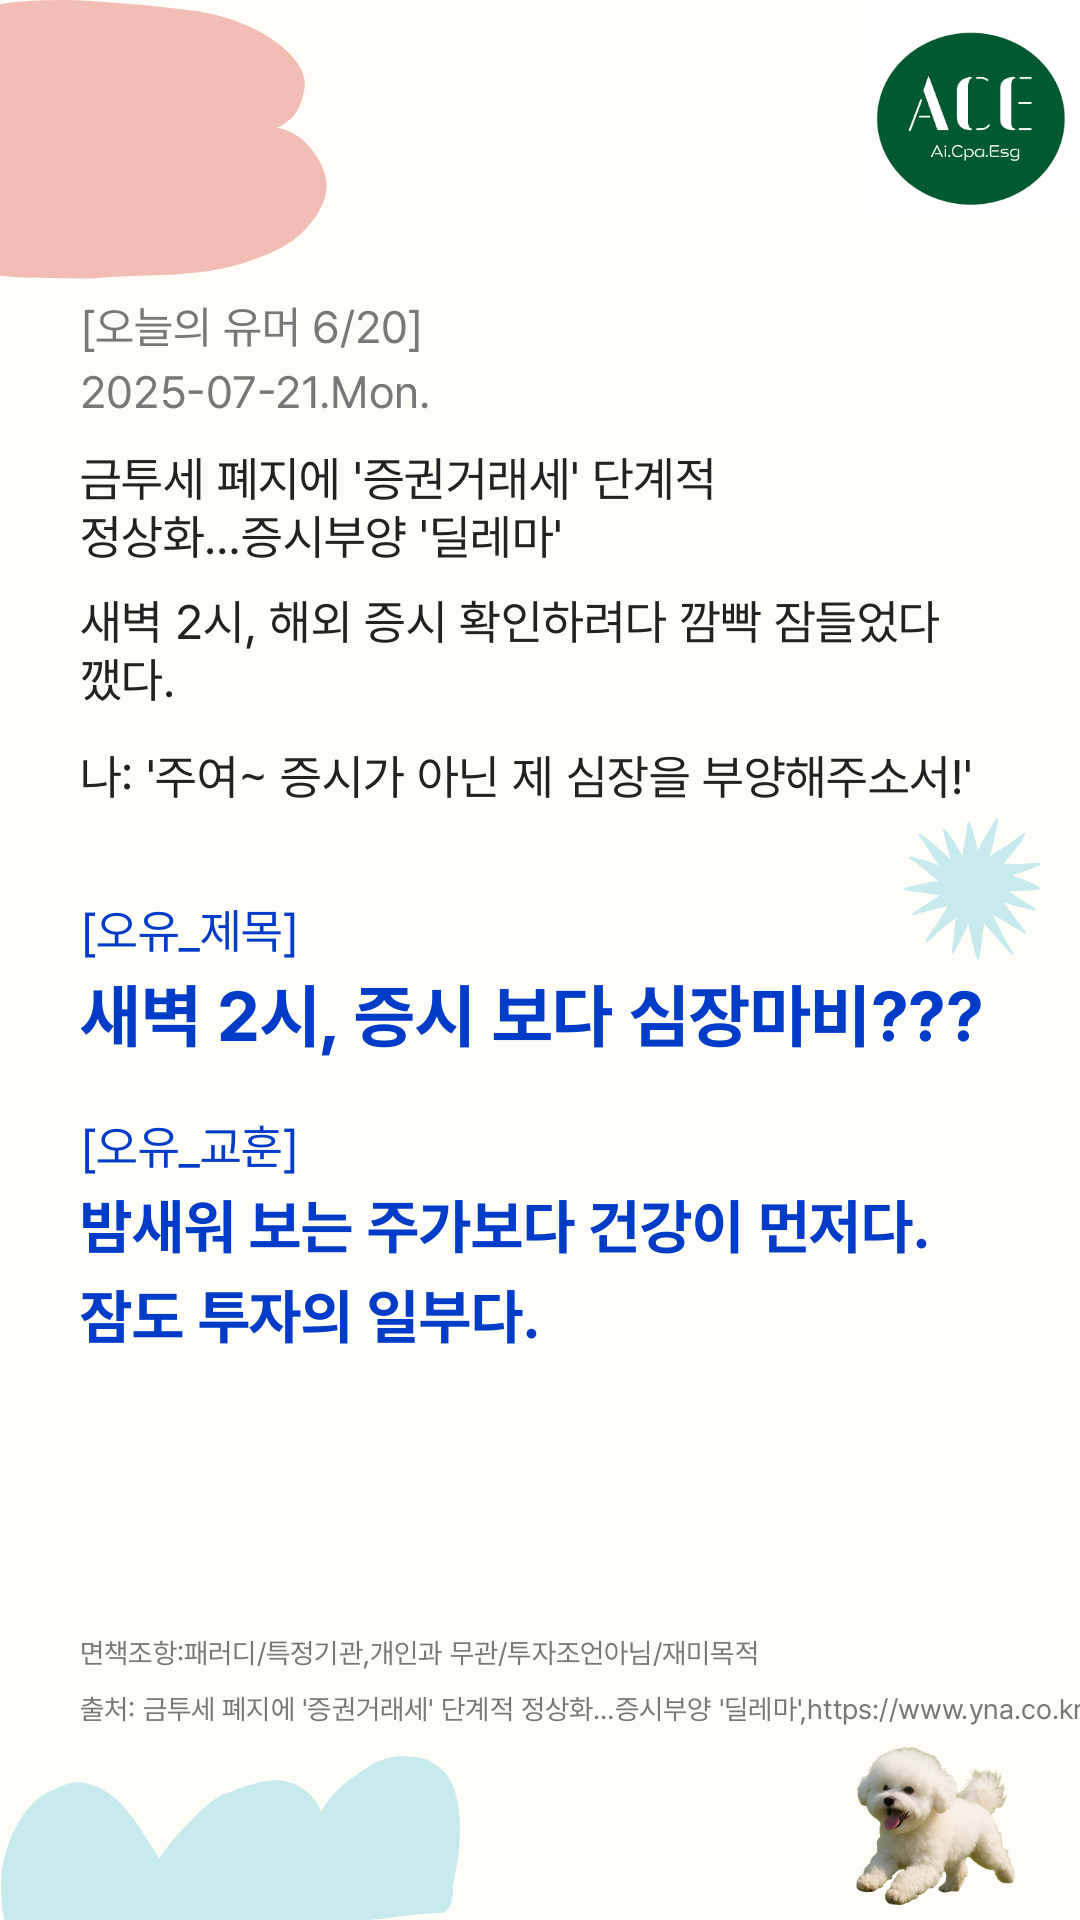 ACE
Ai.Cpa.Esg
[오늘의 유머 6/20]
2025-07-21.Mon.
금투세 폐지에 '증권거래세' 단계적
정상화...증시부양 '딜레마'
새벽 2시, 해외 증시 확인하려다 깜빡 잠들었다
깼다.
나: '주여~ 증시가 아닌 제 심장을 부양해주소서!'
[오유_제목]
새벽 2시, 증시 보다 심장마비???
[오유_교훈]
밤새워 보는 주가보다 건강이 먼저다.
잠도 투자의 일부다.
면책조항:패러디/특정기관,개인과 무관/투자조언아님/재미목적
출처: 금투세 폐지에 '증권거래세' 단계적 정상화...증시부양 '딜레마',https://www.yna.co.kr